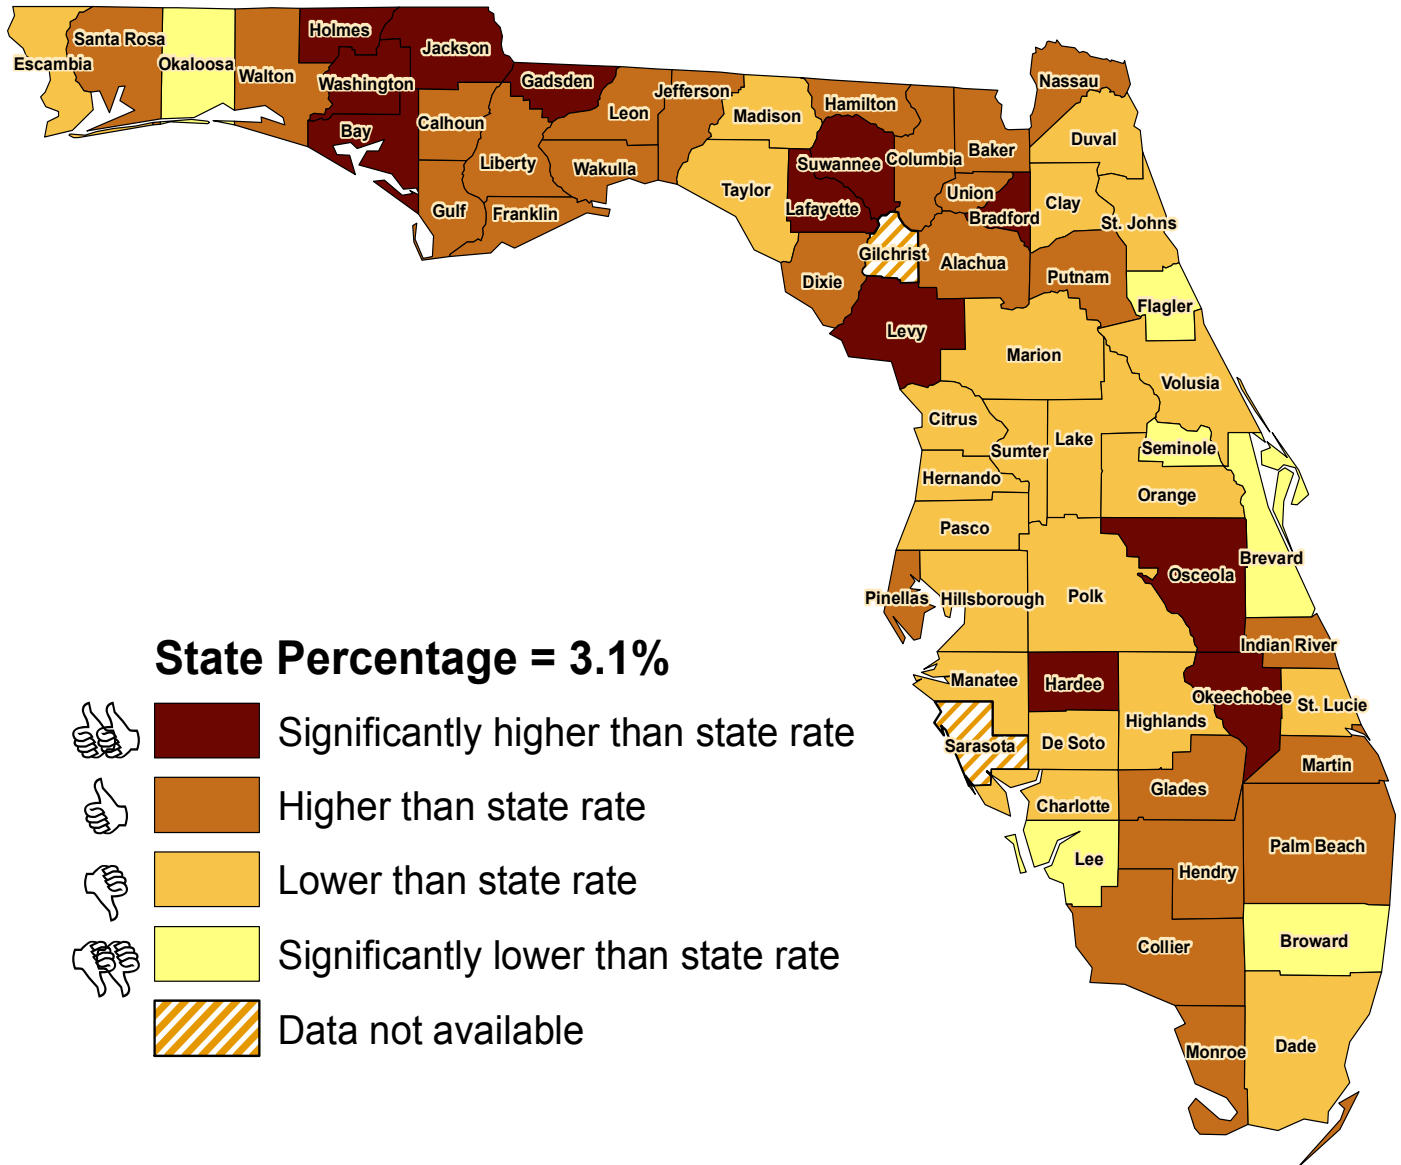 Holmes
Santa Rosa
Jackson
Escambia
Okaloosa
Walton
Washington
Gadsden
Jefferson
Nassau
Leon
Madison
Hamilton
Calhoun
Bay
Duval
Liberty
Wakulla
Suwannee
Columbia
Baker
Taylor
Union
Lafayette
Clay
Gulf
Franklin
Bradford
St. Johns
Gilchrist
Alachua
Dixie
Putnam
Flagler
Levy
Marion
Volusia
Citrus
Lake
Sumter
Seminole
Hernando
Orange
Pasco
Brevard
Osceola
Pinellas
Hillsborough
Polk
Indian River
State Percentage = 3.1%
Manatee
Hardee
Okeechobee
St. Lucie
Highlands
Significantly higher than state rate
Sarasota
De Soto
Martin
Glades
Higher than state rate
Charlotte
Palm Beach
Lee
Hendry
Lower than state rate
Collier
Broward
Significantly lower than state rate
Data not available
Monroe
Dade